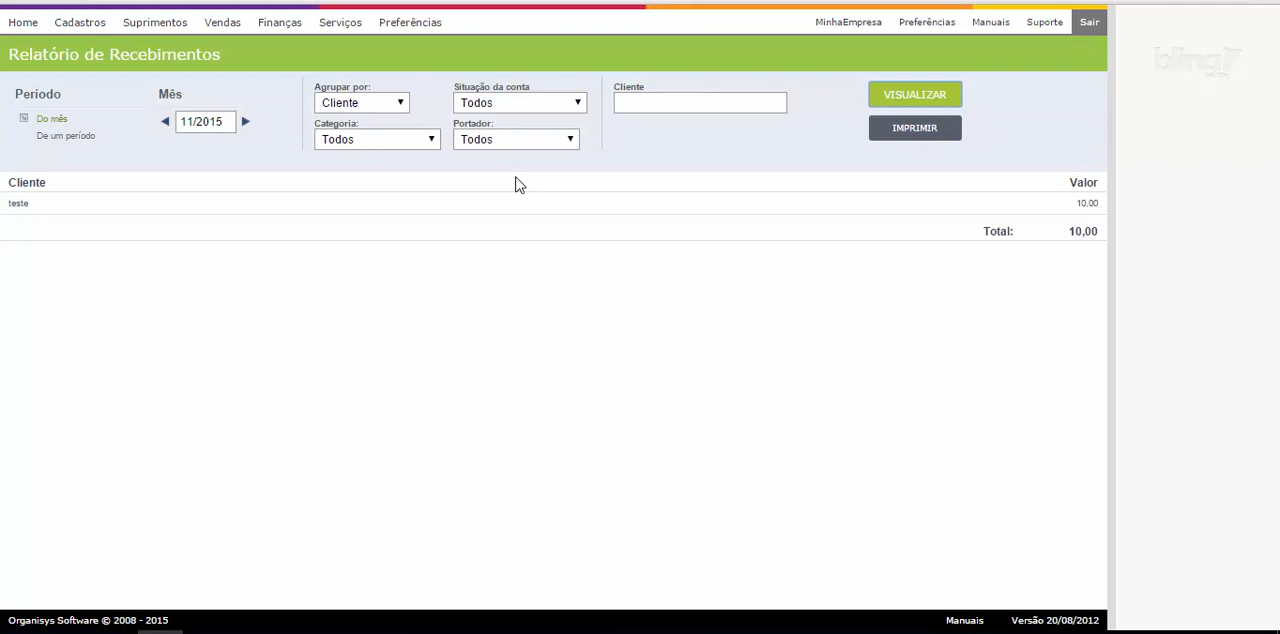 Home Cadastros Suprimentos Vendas Finanças Serviços Preferências MinhaEmpresa Preferências Manuais Suporte Sair
Relatório de Recebimentos
Período Mês Agrupar por: Situação da conta Cliente
Do mês 11/2015 Cliente Todos VISUALIZAR
De um período Categoria: Portador: IMPRIMIR
Todos Todos
Cliente Valor
teste 10,00
Total: 10,00
Organisys Software © 2008 - 2015 Manuais Versão 20/08/2012
bling